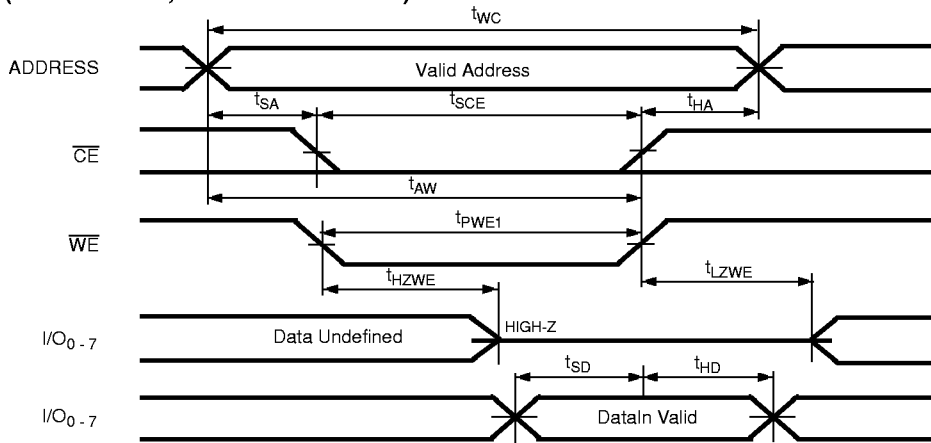 tWC
ADDRESS
Valid Address
tSA
tSCE
tHA
CE
tAW
tPWE1
WE
tHZWE
tLZWE
I/O0 - 7
Data Undefined
HIGH-Z
tSD
tHD
I/O0 - 7
DataIn Valid